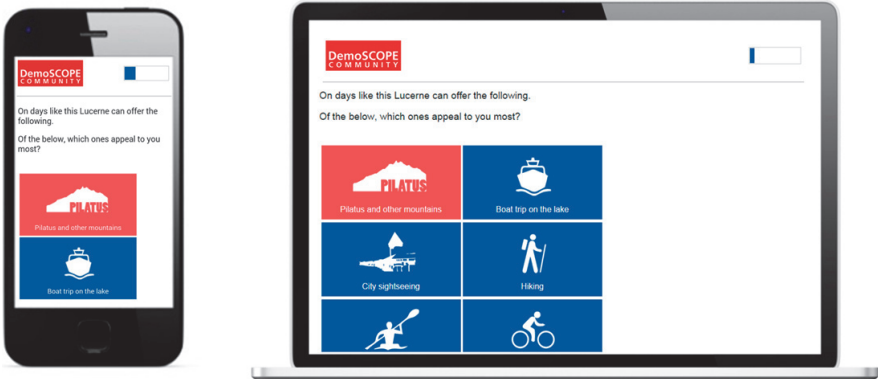 DemoSCOPE
COMMUNITY
On days like this Lucerne can offer the
following.
Of the below, which ones appeal to you
most?
PILATUS
Pilatus and other mountains
Boat trip on the lake
DemoSCOPE
COMMUNITY
On days like this Lucerne can offer the following.
Of the below, which ones appeal to you most?
PILATUS
Pilatus and other mountains
Boat trip on the lake
City sightseeing
Hiking